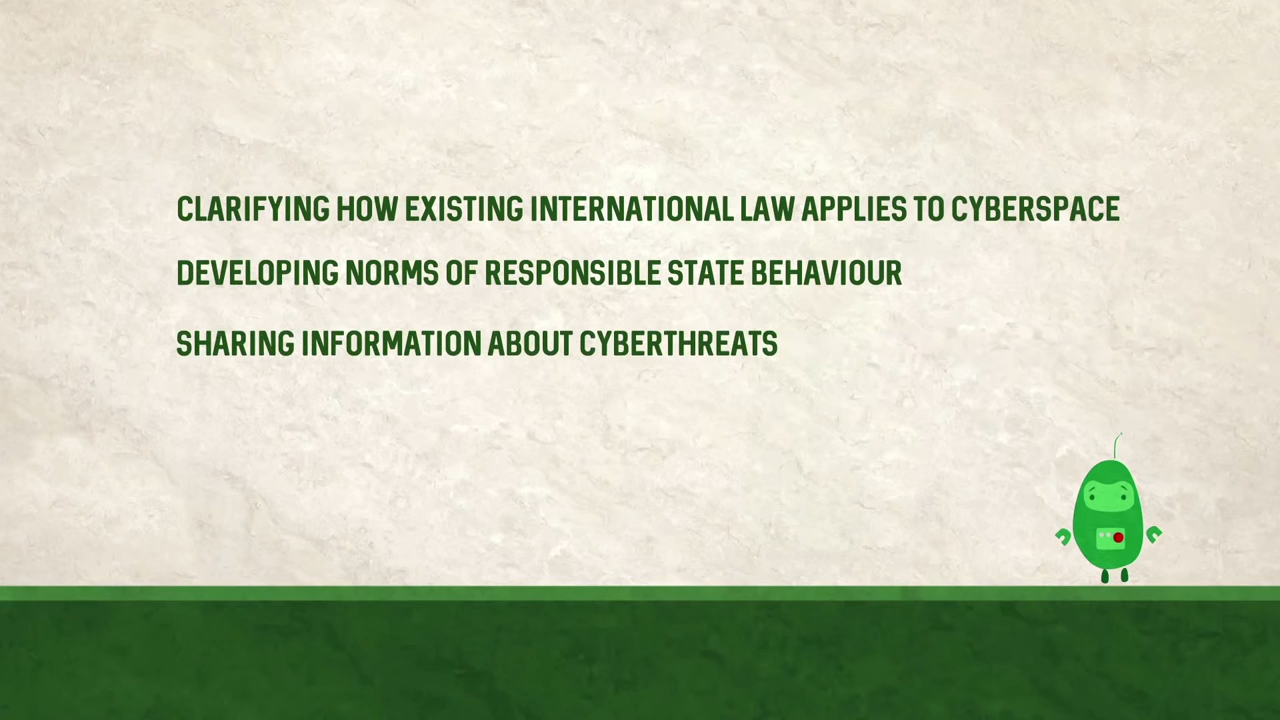 CLARIFYING HOW EXISTING INTERNATIONAL LAW APPLIES TO CYBERSPACE
DEVELOPING NORMS OF RESPONSIBLE STATE BEHAVIOUR
SHARING INFORMATION ABOUT CYBERTHREATS